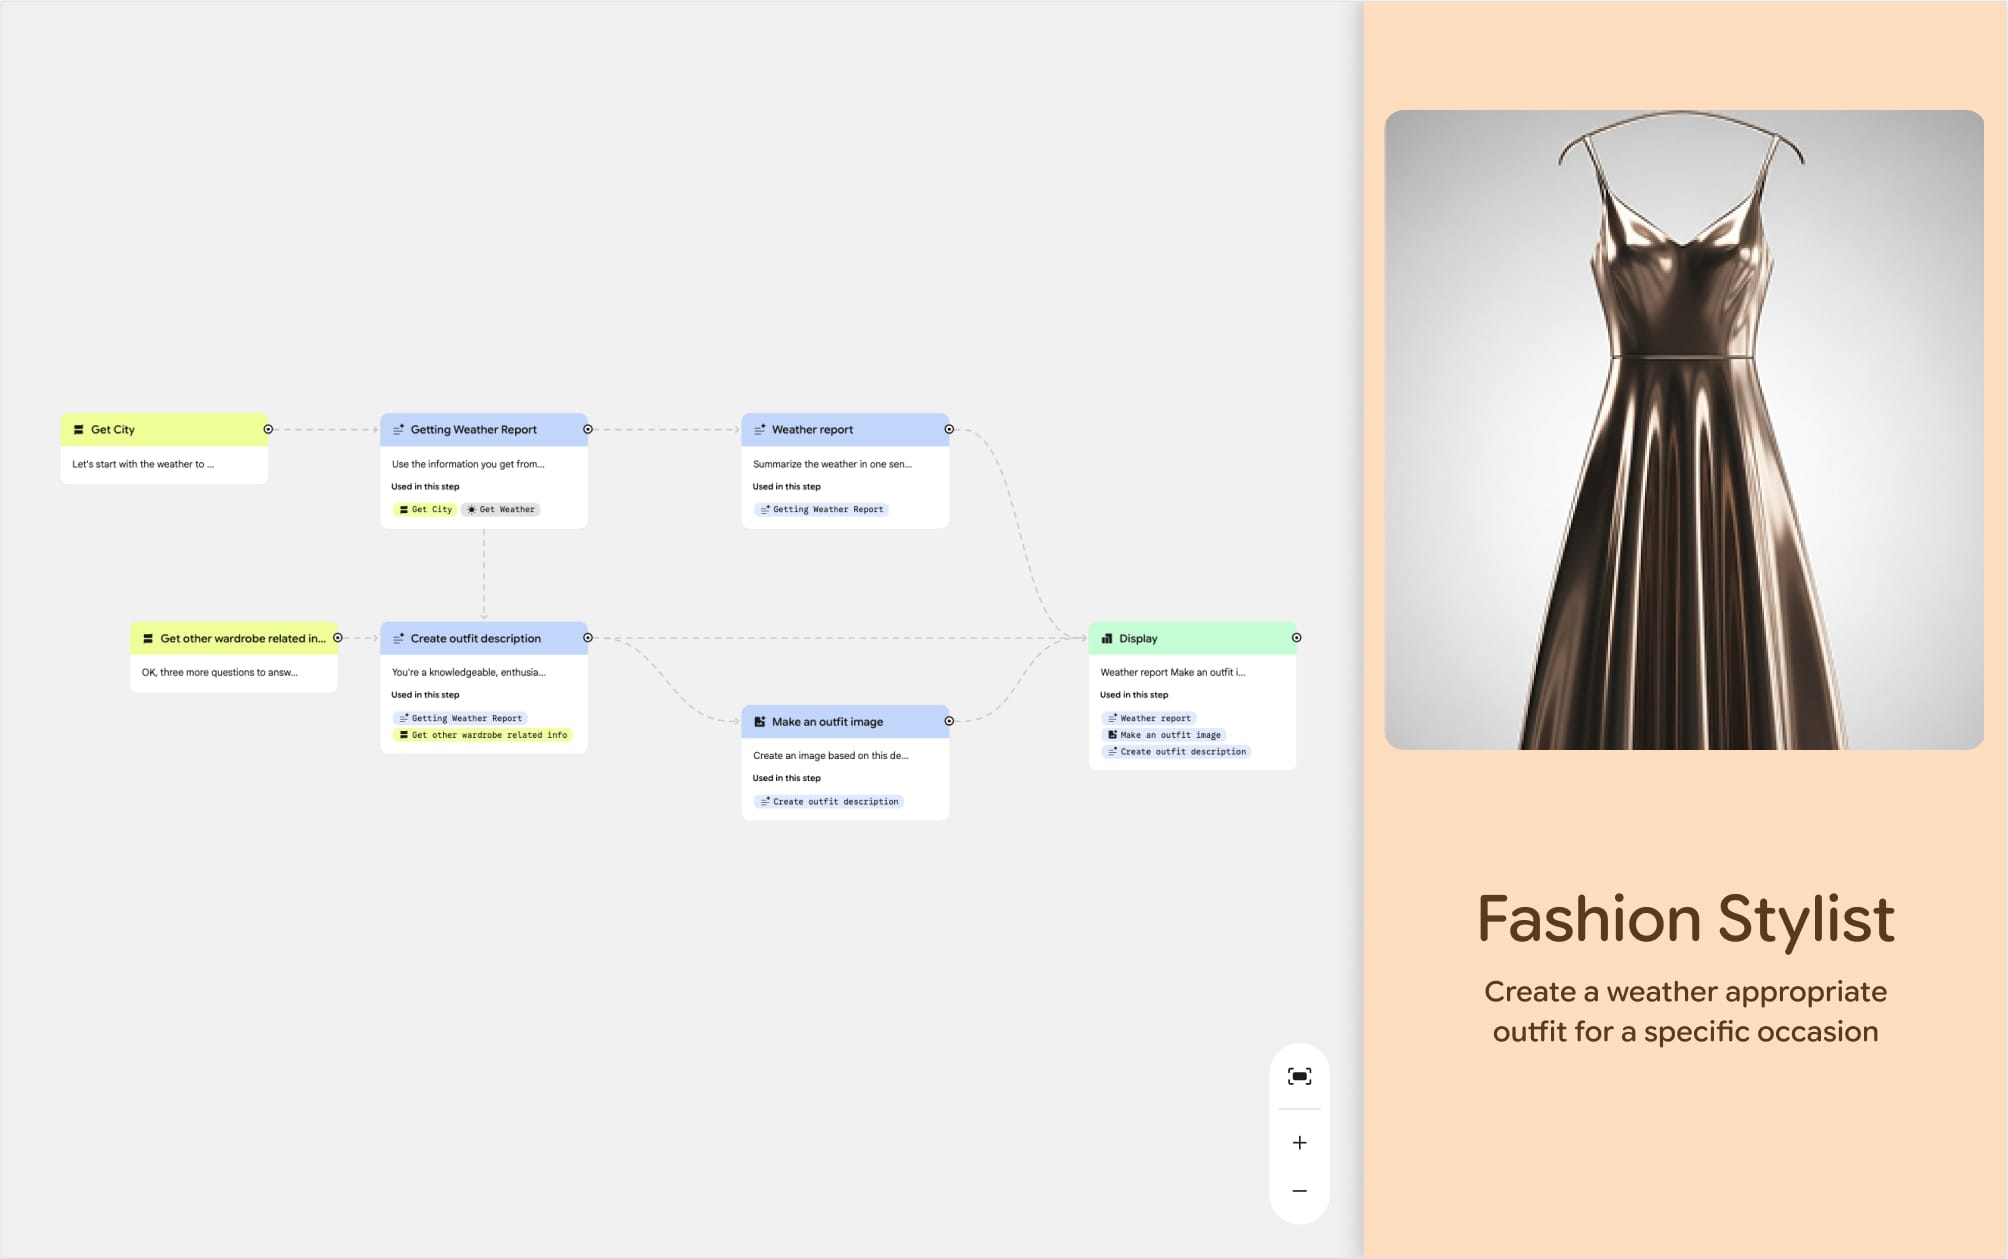 Get City
Let's start with the weather to ...
Getting Weather Report
Use the information you get from...
Used in this step
Get City
Get Weather
Weather report
Summarize the weather in one sen...
Used in this step
Getting Weather Report
Get other wardrobe related in...
OK, three more questions to answ...
Create outfit description
You're a knowledgeable, enthusia...
Used in this step
Getting Weather Report
Get other wardrobe related info
Make an outfit image
Create an image based on this de...
Used in this step
Create outfit description
Display
Weather report Make an outfit i...
Used in this step
Weather report
Make an outfit image
Create outfit description
Fashion Stylist
Create a weather appropriate
outfit for a specific occasion